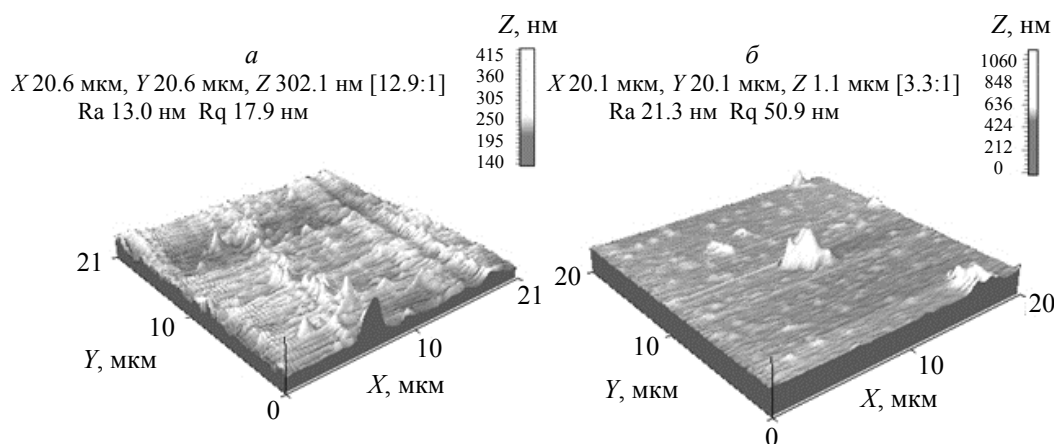 Z, нм
415
360
305
250
195
140
а
X 20.6 мкм, Y 20.6 мкм, Z 302.1 нм [12.9:1]
Ra 13.0 нм Rq 17.9 нм
21
10
Y, мкм
0
X, мкм
10
21
Z, нм
1060
848
636
424
212
0
б
X 20.1 мкм, Y 20.1 мкм, Z 1.1 мкм [3.3:1]
Ra 21.3 нм Rq 50.9 нм
20
10
Y, мкм
0
X, мкм
10
20